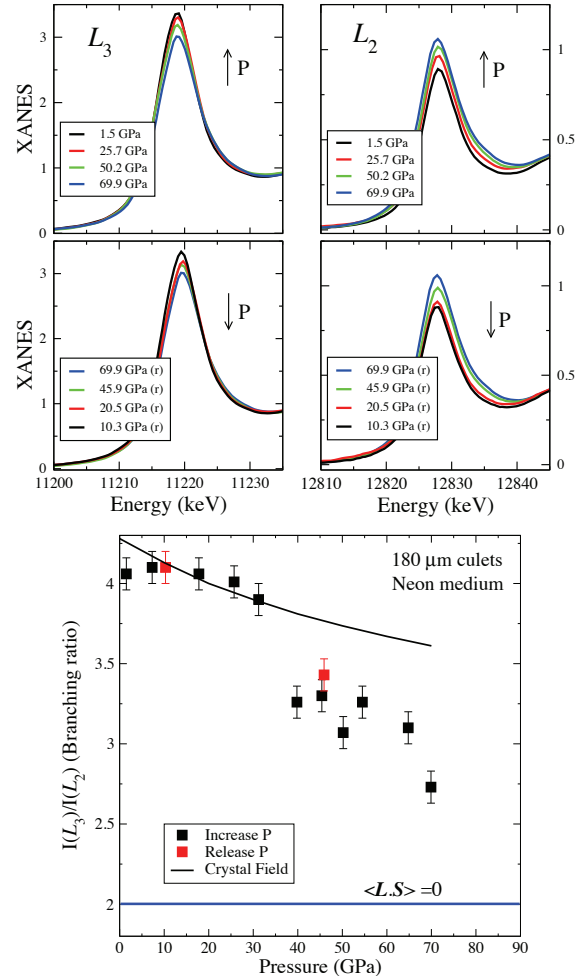 L3
P
XANES
3
2
1
0
1.5 GPa
25.7 GPa
50.2 GPa
69.9 GPa
L2
P
1
0.5
0
1.5 GPa
25.7 GPa
50.2 GPa
69.9 GPa
P
XANES
3
2
1
0
69.9 GPa (r)
45.9 GPa (r)
20.5 GPa (r)
10.3 GPa (r)
11200 11210 11220 11230
Energy (keV)
P
1
0.5
0
69.9 GPa (r)
45.9 GPa (r)
20.5 GPa (r)
10.3 GPa (r)
12810 12820 12830 12840
Energy (keV)
180 μm culets
Neon medium
I(L3)/I(L2) (Branching ratio)
4
3.5
3
2.5
2
Increase P
Release P
Crystal Field
<L.S> =0
0 10 20 30 40 50 60 70 80 90
Pressure (GPa)